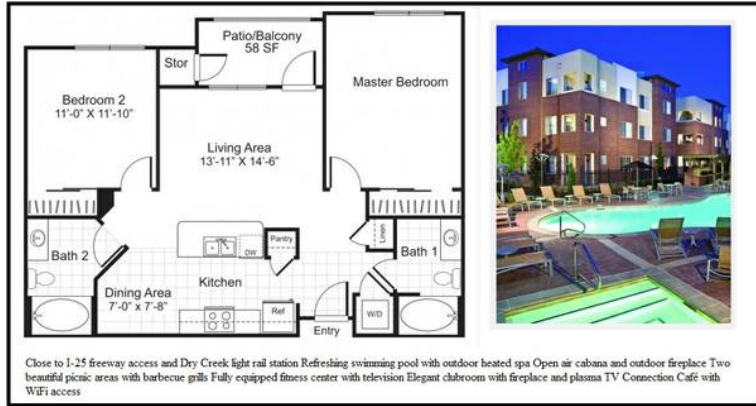 Patio/Balcony
58 SF
Stor
Master Bedroom
Bedroom 2
11'-0" X 11'-10"
Living Area
13'-11" X 14'-6"
Linen
Pantry
Bath 2
Bath 1
DW
Kitchen
Dining Area
7'-0" x 7'-8"
Ref
W/D
Entry
Close to I-25 freeway access and Dry Creek light rail station Refreshing swimming pool with outdoor heated spa Open air cabana and outdoor fireplace Two
beautiful picnic areas with barbecue grills Fully equipped fitness center with television Elegant clubroom with fireplace and plasma TV Connection Café with
WiFi access